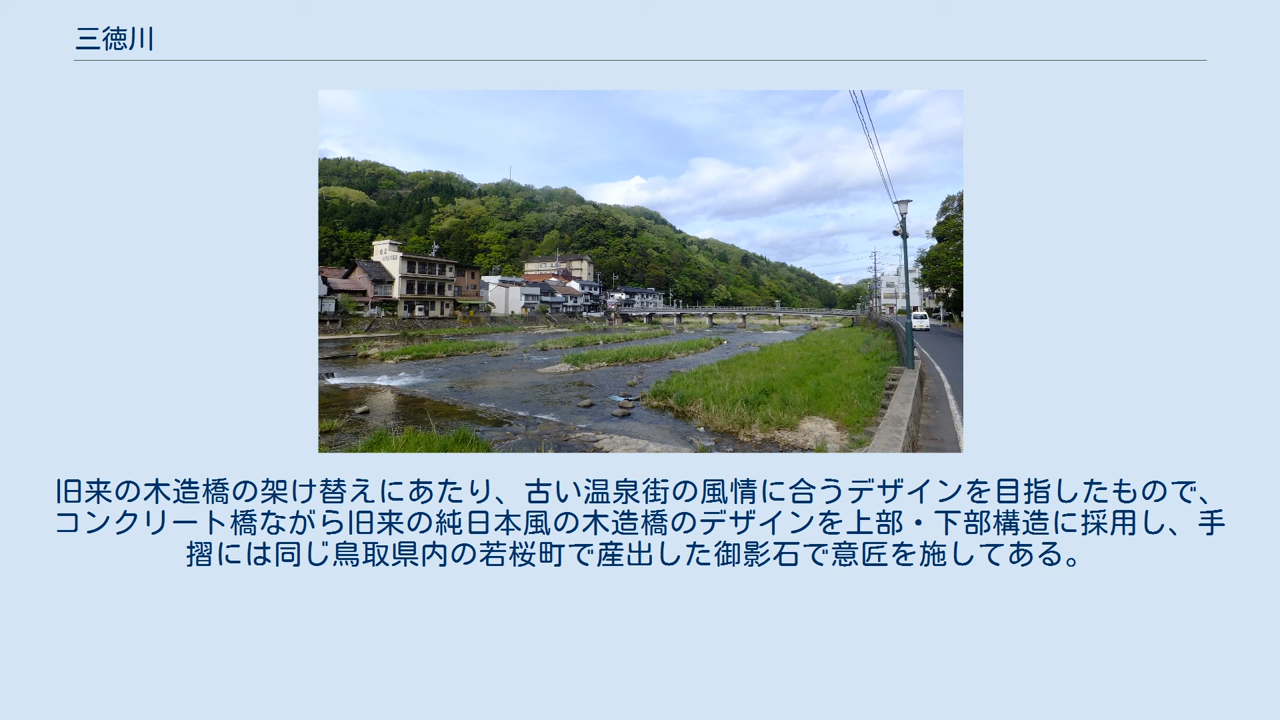 三徳川
旧来の木造橋の架け替えにあたり、古い温泉街の風情に合うデザインを目指したもので、
コンクリート橋ながら旧来の純日本風の木造橋のデザインを上部・下部構造に採用し、手
摺には同じ鳥取県内の若桜町で産出した御影石で意匠を施してある。